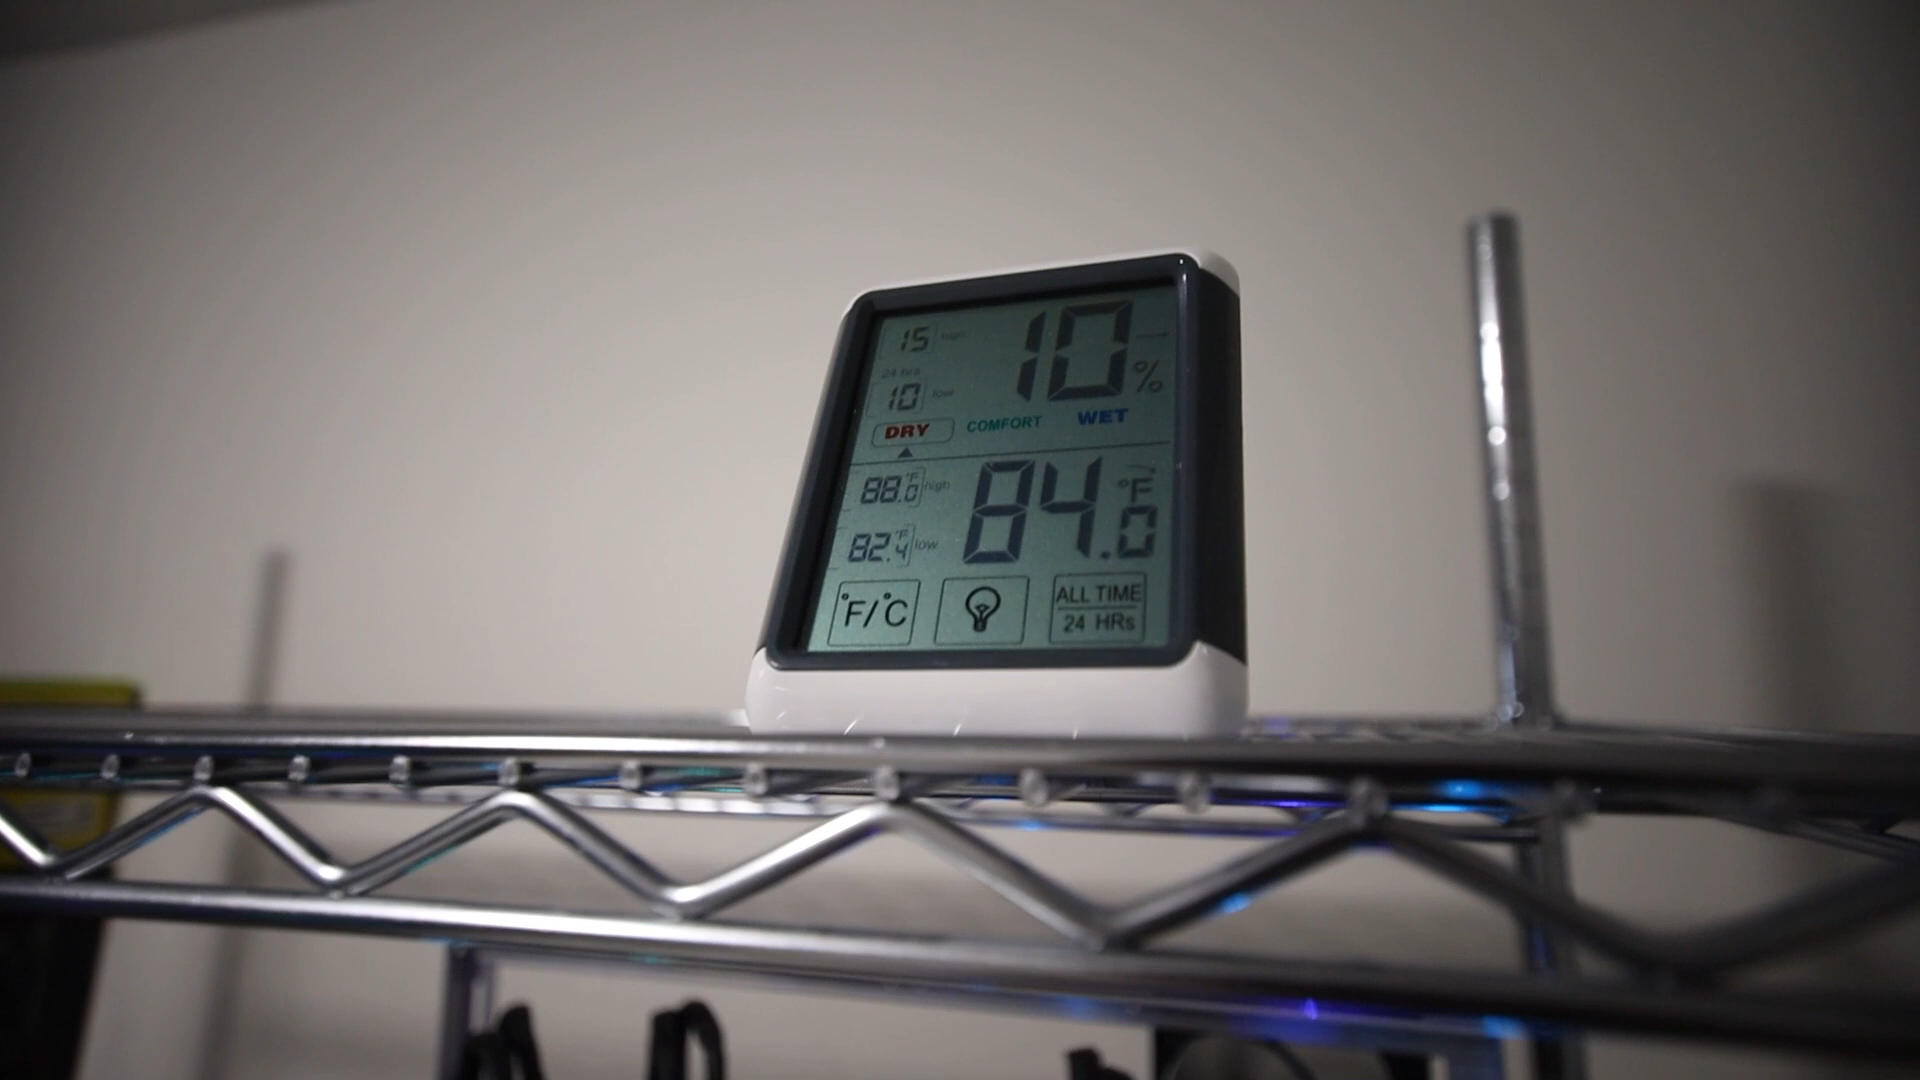 15 high
10 %
24 hrs
10 low
DRY COMFORT WET
88.0 °F high
84.0 °F
82.4 °F low
°F/°C
ALL TIME
24 HRs